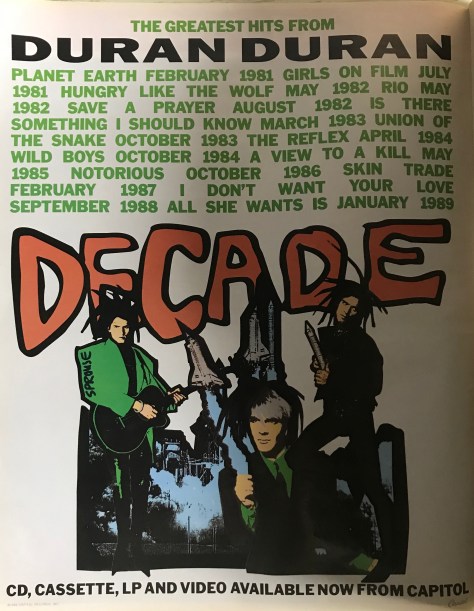 THE GREATEST HITS FROM
DURAN DURAN
PLANET EARTH FEBRUARY 1981 GIRLS ON FILM JULY
1981 HUNGRY LIKE THE WOLF MAY 1982 RIO MAY
1982 SAVE A PRAYER AUGUST 1982 IS THERE
SOMETHING I SHOULD KNOW MARCH 1983 UNION OF
THE SNAKE OCTOBER 1983 THE REFLEX APRIL 1984
WILD BOYS OCTOBER 1984 A VIEW TO A KILL MAY
1985 NOTORIOUS OCTOBER 1986 SKIN TRADE
FEBRUARY 1987 I DON'T WANT YOUR LOVE
SEPTEMBER 1988 ALL SHE WANTS IS JANUARY 1989
DECADE
SPROUSE
CD, CASSETTE, LP AND VIDEO AVAILABLE NOW FROM CAPITOL